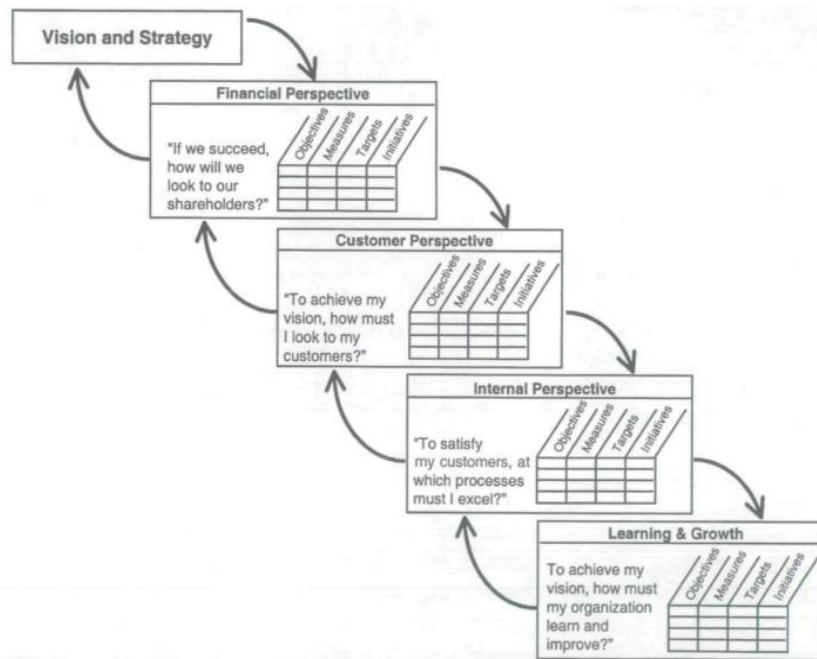 Vision and Strategy
Financial Perspective
Objectives
Measures
Targets
Initiatives
"If we succeed,
how will we
look to our
shareholders?"
Customer Perspective
Objectives
Measures
Targets
Initiatives
"To achieve my
vision, how must
I look to my
customers?"
Internal Perspective
Objectives
Measures
Targets
Initiatives
"To satisfy
my customers, at
which processes
must I excel?"
Learning & Growth
Objectives
Measures
Targets
Initiatives
To achieve my
vision, how must
my organization
learn and
improve?"